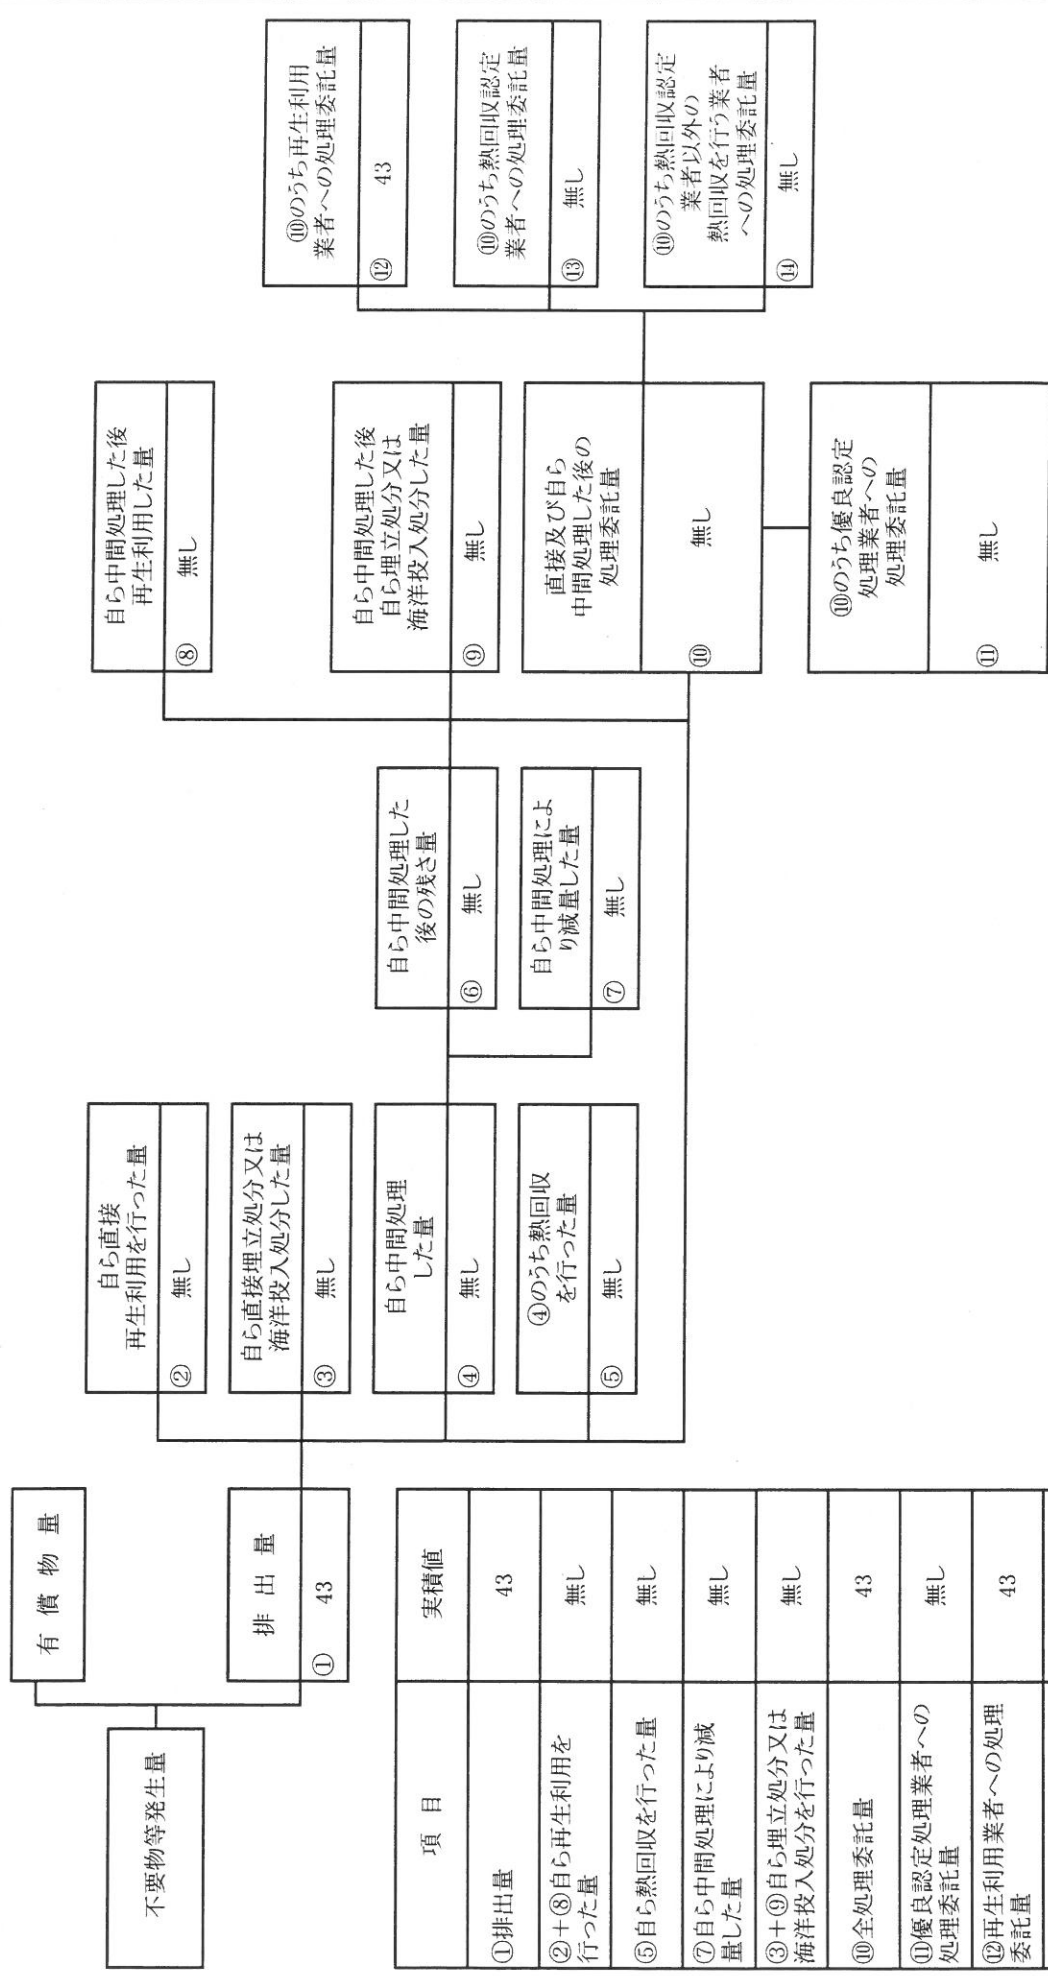 不要物等発生量
有償物量
排出量
① 43
自ら直接
再生利用を行った量
② 無し
自ら直接埋立処分又は
海洋投入処分した量
③ 無し
自ら中間処理
した量
④ 無し
④のうち熱回収
を行った量
⑤ 無し
自ら中間処理した
後の残さ量
⑥ 無し
自ら中間処理によ
り減量した量
⑦ 無し
自ら中間処理した後
再生利用した量
⑧ 無し
自ら中間処理した後
自ら埋立処分又は
海洋投入処分した量
⑨ 無し
直接及び自ら
中間処理した後の
処理委託量
⑩ 無し
⑩のうち優良認定
処理業者への
処理委託量
⑪ 無し
⑩のうち再生利用
業者への処理委託量
⑫ 43
⑩のうち熱回収認定
業者への処理委託量
⑬ 無し
⑩のうち熱回収認定
業者以外の
熱回収を行う業者
への処理委託量
⑭ 無し
項目 実積値
①排出量 43
②+⑧自ら再生利用を
行った量 無し
⑤自ら熱回収を行った量 無し
⑦自ら中間処理により減
量した量 無し
③+⑨自ら埋立処分又は
海洋投入処分を行った量 無し
⑩全処理委託量 43
⑪優良認定処理業者への
処理委託量 無し
⑫再生利用業者への処理
委託量 43